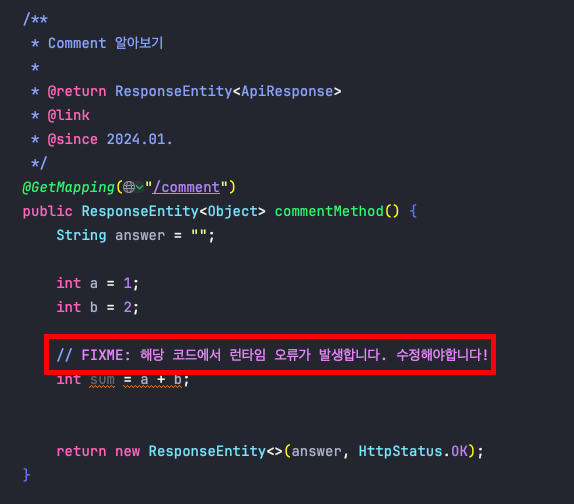 /**
 * Comment 알아보기
 *
 * @return ResponseEntity<ApiResponse>
 * @link
 * @since 2024.01.
 */
@GetMapping("/comment")
public ResponseEntity<Object> commentMethod() {
    String answer = "";
    int a = 1;
    int b = 2;
    // FIXME: 해당 코드에서 런타임 오류가 발생합니다. 수정해야합니다!
    int sum = a + b;
    return new ResponseEntity<>(answer, HttpStatus.OK);
}